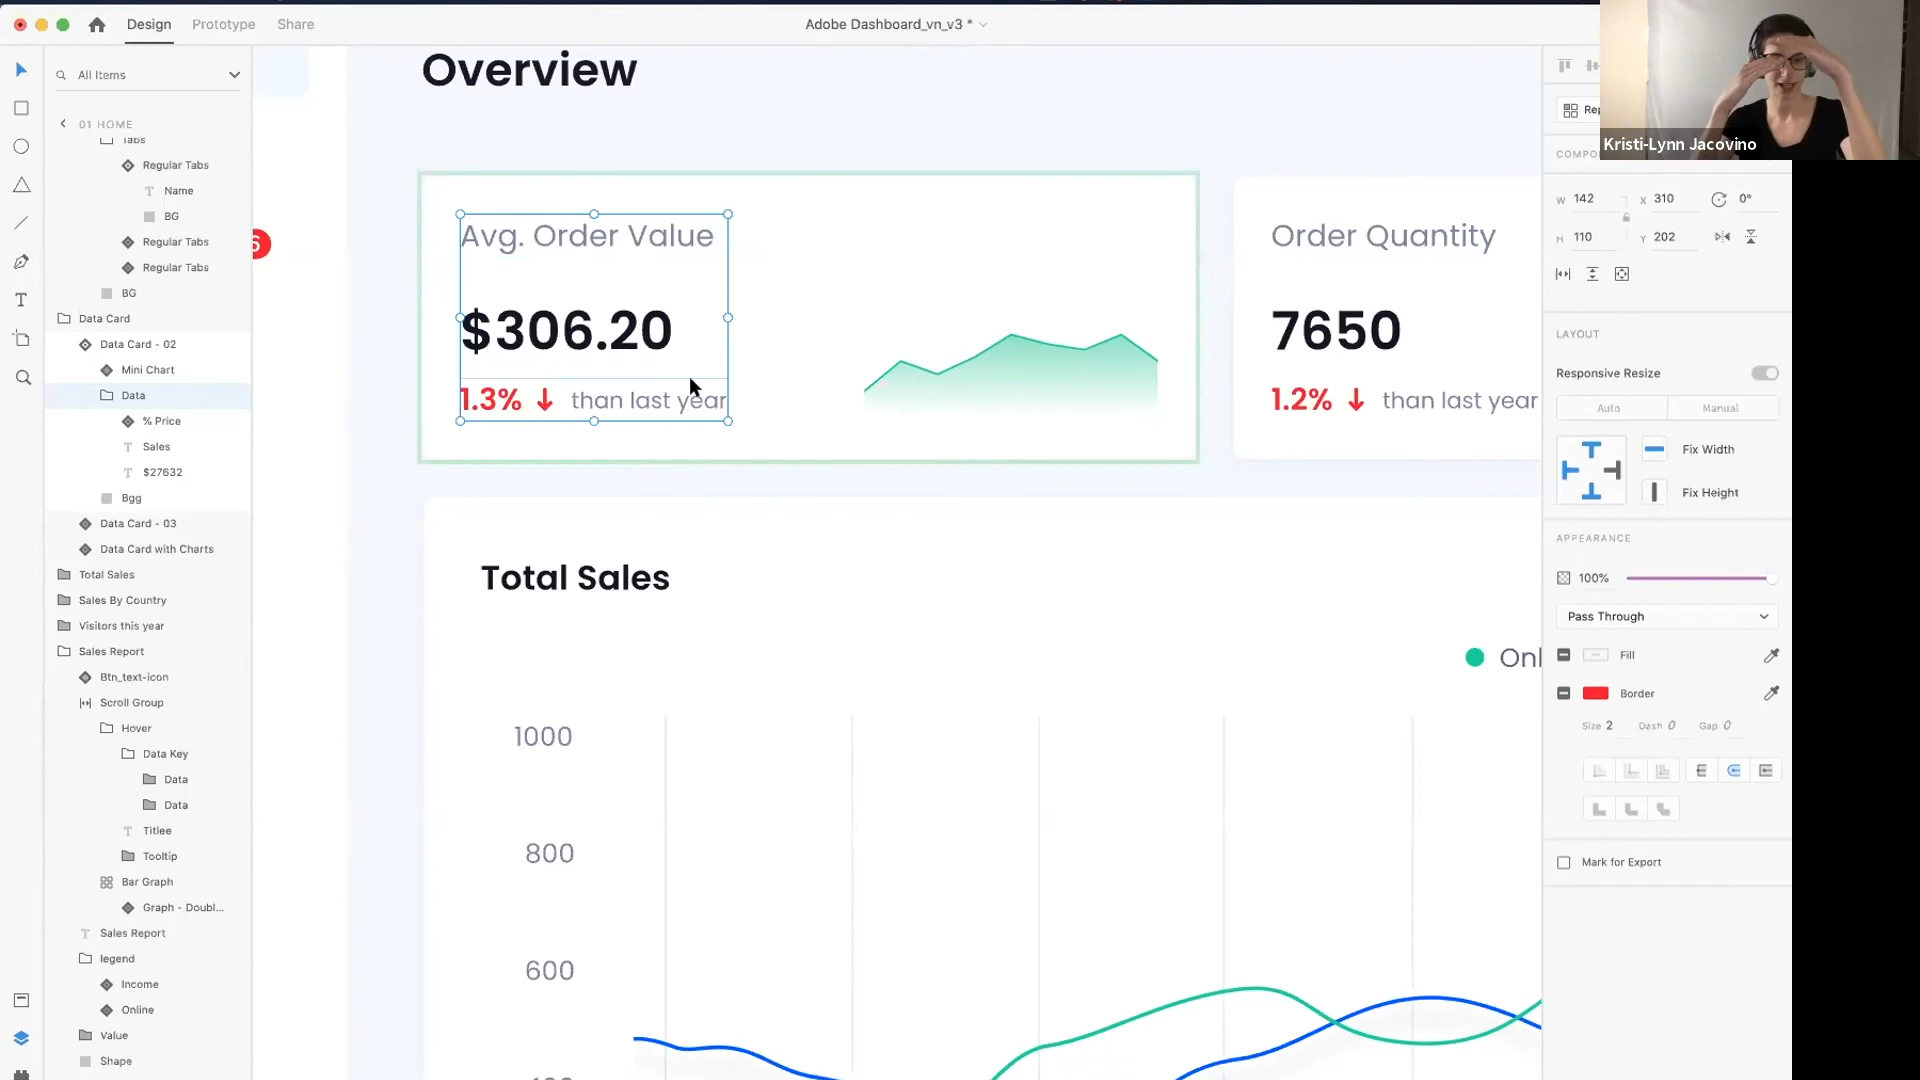 Design Prototype Share
Adobe Dashboard_vn_v3 *
Kristi-Lynn Jacovino
All Items
01 HOME
Tabs
Regular Tabs
Name
BG
Regular Tabs
Regular Tabs
BG
Data Card
Data Card - 02
Mini Chart
Data
% Price
Sales
$27632
Bgg
Data Card - 03
Data Card with Charts
Total Sales
Sales By Country
Visitors this year
Sales Report
Btn_text-icon
Scroll Group
Hover
Data Key
Data
Data
Titlee
Tooltip
Bar Graph
Graph - Doubl...
Sales Report
legend
Income
Online
Value
Shape
Overview
6
Avg. Order Value
$306.20
1.3% ↓ than last year
Order Quantity
7650
1.2% ↓ than last year
Total Sales
Onl
1000
800
600
Rep
COMPO
W 142 X 310 0°
H 110 Y 202
LAYOUT
Responsive Resize
Auto Manual
Fix Width
Fix Height
APPEARANCE
100%
Pass Through
Fill
Border
Size 2 Dash 0 Gap 0
Mark for Export